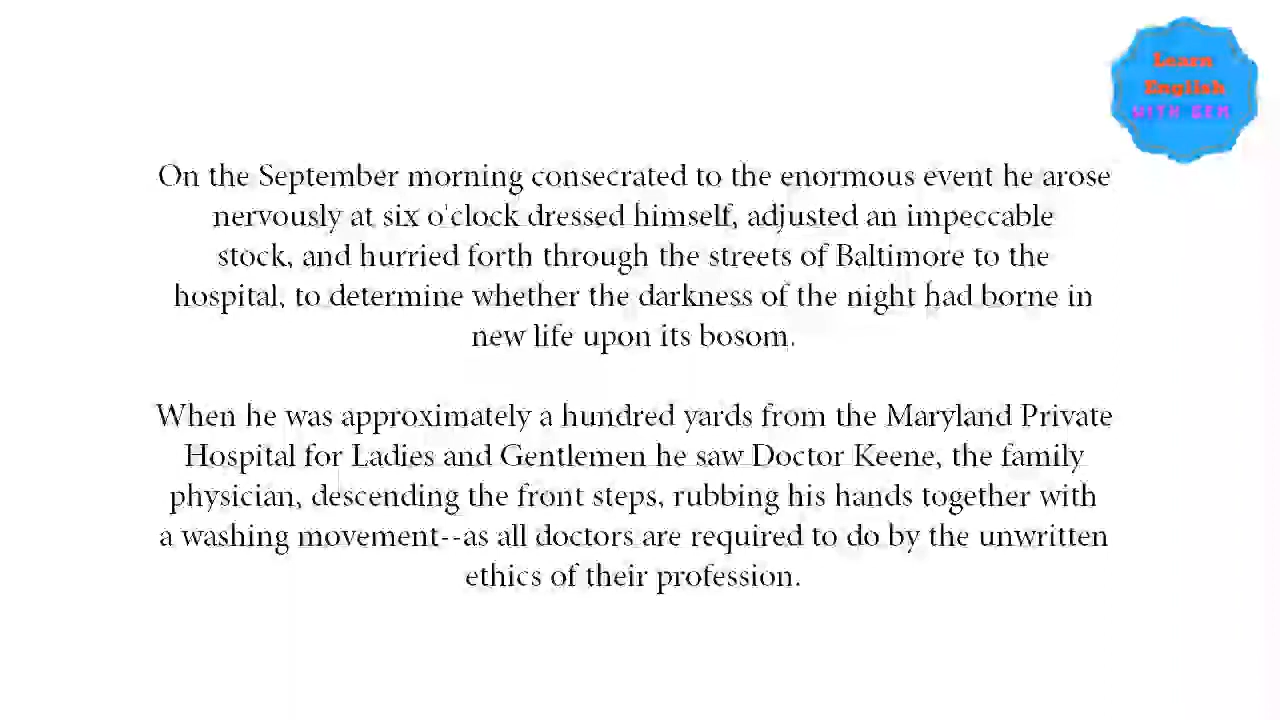 Learn
English
WITH GEM
On the September morning consecrated to the enormous event he arose
nervously at six o'clock dressed himself, adjusted an impeccable
stock, and hurried forth through the streets of Baltimore to the
hospital, to determine whether the darkness of the night had borne in
new life upon its bosom.
When he was approximately a hundred yards from the Maryland Private
Hospital for Ladies and Gentlemen he saw Doctor Keene, the family
physician, descending the front steps, rubbing his hands together with
a washing movement--as all doctors are required to do by the unwritten
ethics of their profession.